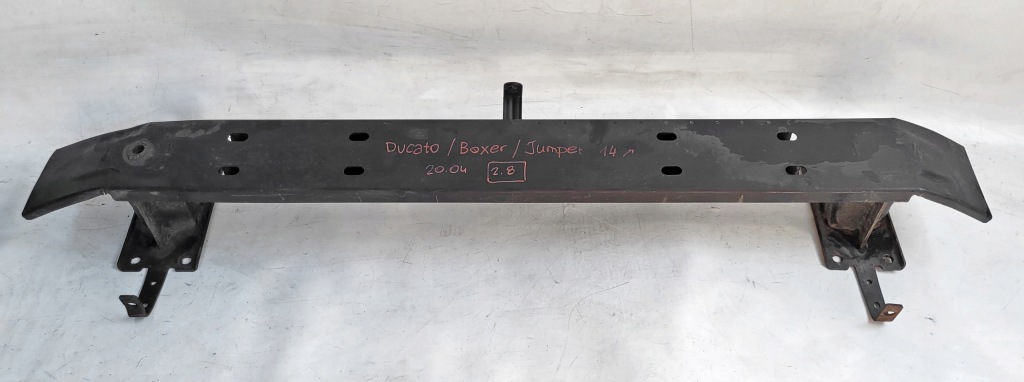 Ducato / Boxer / Jumper 14↗
20.04 2.8